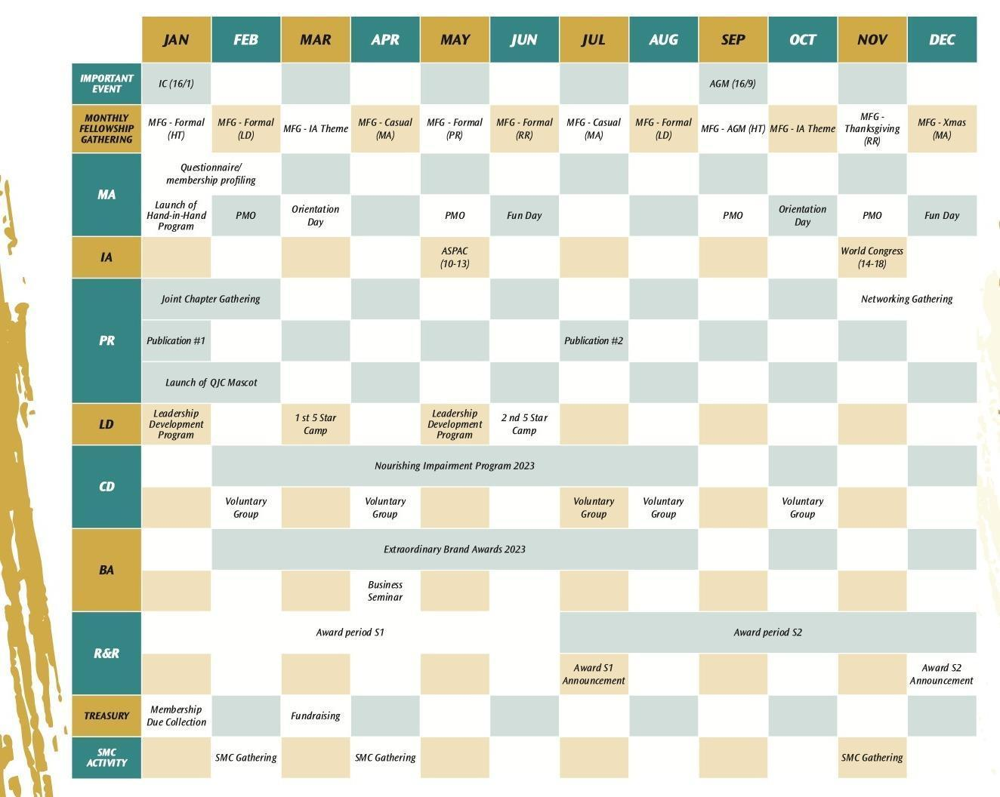 JAN FEB MAR APR MAY JUN JUL AUG SEP OCT NOV DEC
IMPORTANT
EVENT
IC (16/1)
AGM (16/9)
MONTHLY
FELLOWSHIP
GATHERING
MFG - Formal
(HT)
MFG - Formal
(LD)
MFG - IA Theme
MFG - Casual
(MA)
MFG - Formal
(PR)
MFG - Formal
(RR)
MFG - Casual
(MA)
MFG - Formal
(LD)
MFG - AGM (HT)
MFG - IA Theme
MFG -
Thanksgiving
(RR)
MFG - Xmas
(MA)
MA
Questionnaire/
membership profiling
Launch of
Hand-in-Hand
Program
PMO
Orientation
Day
PMO
Fun Day
PMO
Orientation
Day
PMO
Fun Day
IA
ASPAC
(10-13)
World Congress
(14-18)
PR
Joint Chapter Gathering
Networking Gathering
Publication #1
Publication #2
Launch of QJC Mascot
LD
Leadership
Development
Program
1 st 5 Star
Camp
Leadership
Development
Program
2 nd 5 Star
Camp
CD
Nourishing Impairment Program 2023
Voluntary
Group
Voluntary
Group
Voluntary
Group
Voluntary
Group
Voluntary
Group
BA
Extraordinary Brand Awards 2023
Business
Seminar
R&R
Award period S1
Award period S2
Award S1
Announcement
Award S2
Announcement
TREASURY
Membership
Due Collection
Fundraising
SMC
ACTIVITY
SMC Gathering
SMC Gathering
SMC Gathering